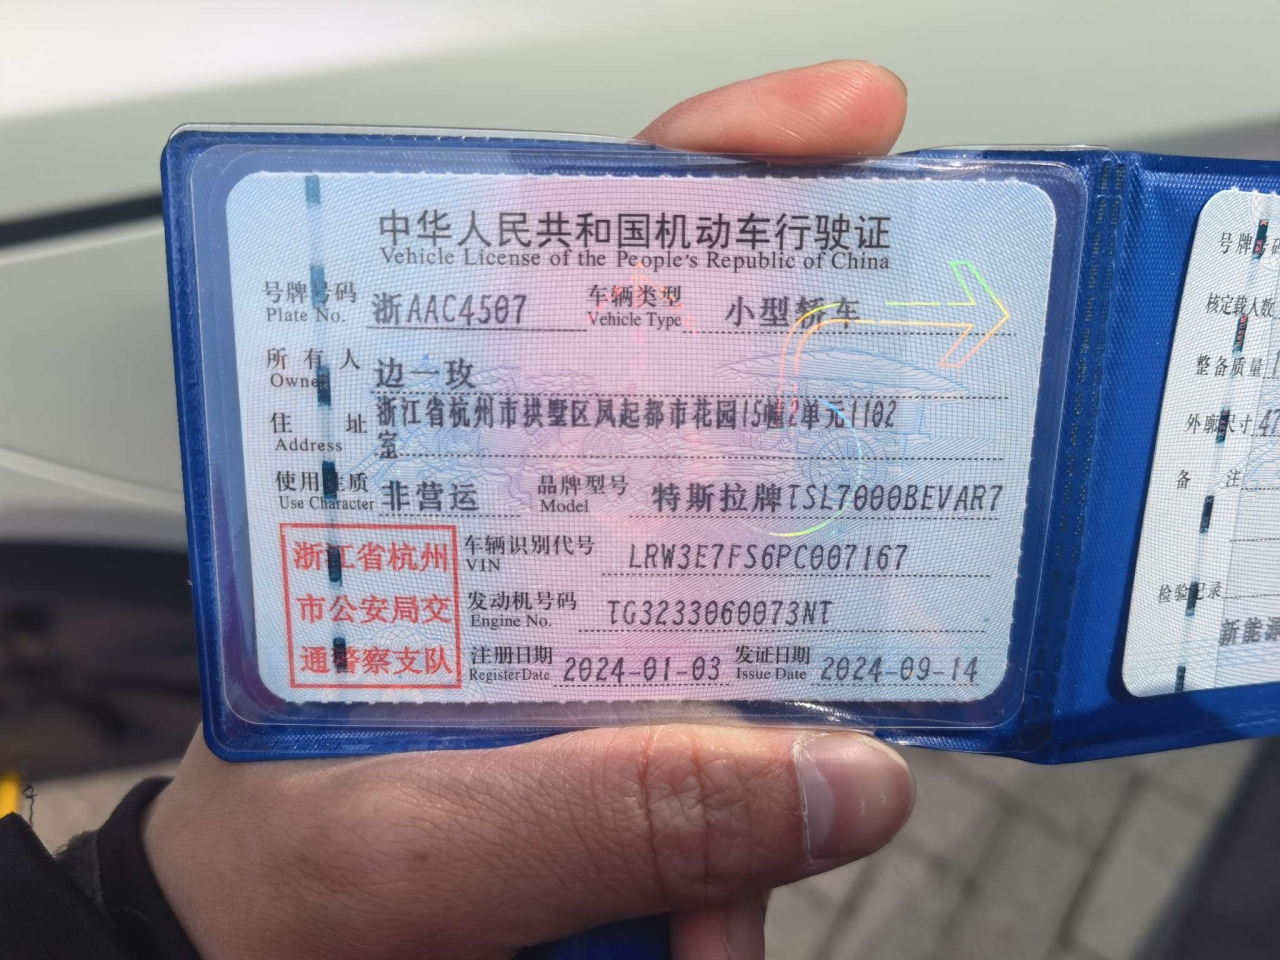 中华人民共和国机动车行驶证
Vehicle License of the People's Republic of China
号牌号码 浙AAC4507 车辆类型 小型轿车
Plate No. Vehicle Type
所有人 边一玫
Owner
住址 浙江省杭州市拱墅区凤起都市花园15幢2单元1102
Address 室
使用性质 非营运 品牌型号 特斯拉牌TSL7000BEVAR7
Use Character Model
浙江省杭州
市公安局交
通警察支队
车辆识别代号 LRW3E7FS6PC007167
VIN
发动机号码 TG3233060073NT
Engine No.
注册日期 2024-01-03 发证日期 2024-09-14
Register Date Issue Date
号牌号码
核定载人数
整备质量
外廓尺寸 47
备注
检验记录
新能源